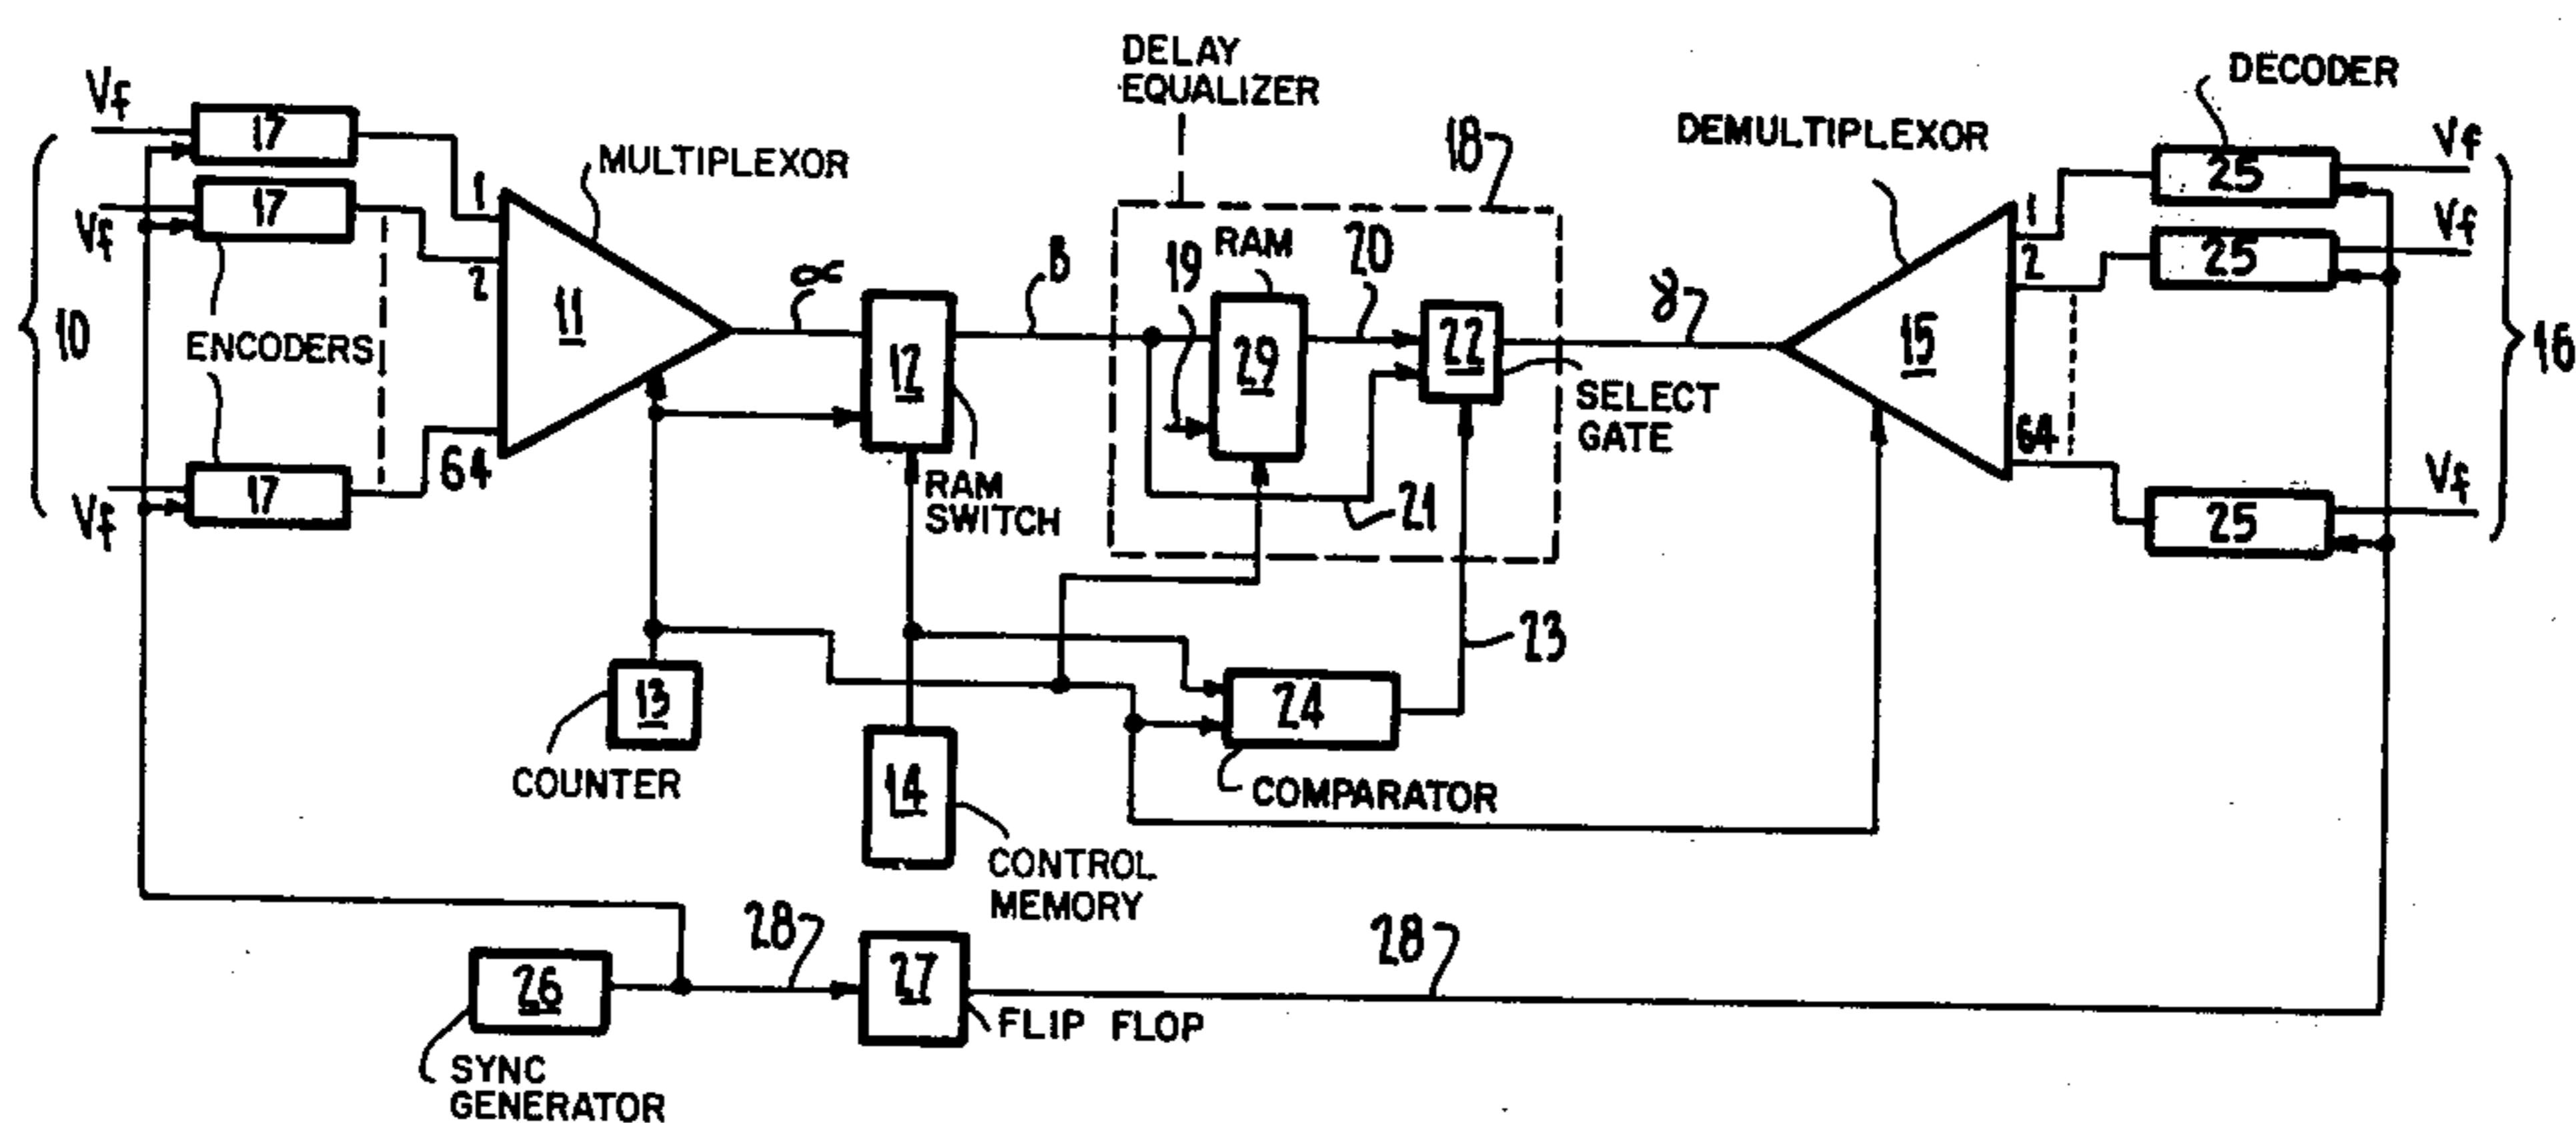 DELAY
EQUALIZER
DECODER
Vf
17
MULTIPLEXOR
18
DEMULTIPLEXOR
25
Vf
Vf
17
1
2
11
α
B
19
RAM
20
29
22
SELECT
GATE
γ
15
1
2
25
Vf
16
10
ENCODERS
12
RAM
SWITCH
21
Vf
17
64
64
25
Vf
13
COUNTER
14
CONTROL
MEMORY
24
COMPARATOR
23
26
SYNC
GENERATOR
28
27
FLIP FLOP
28